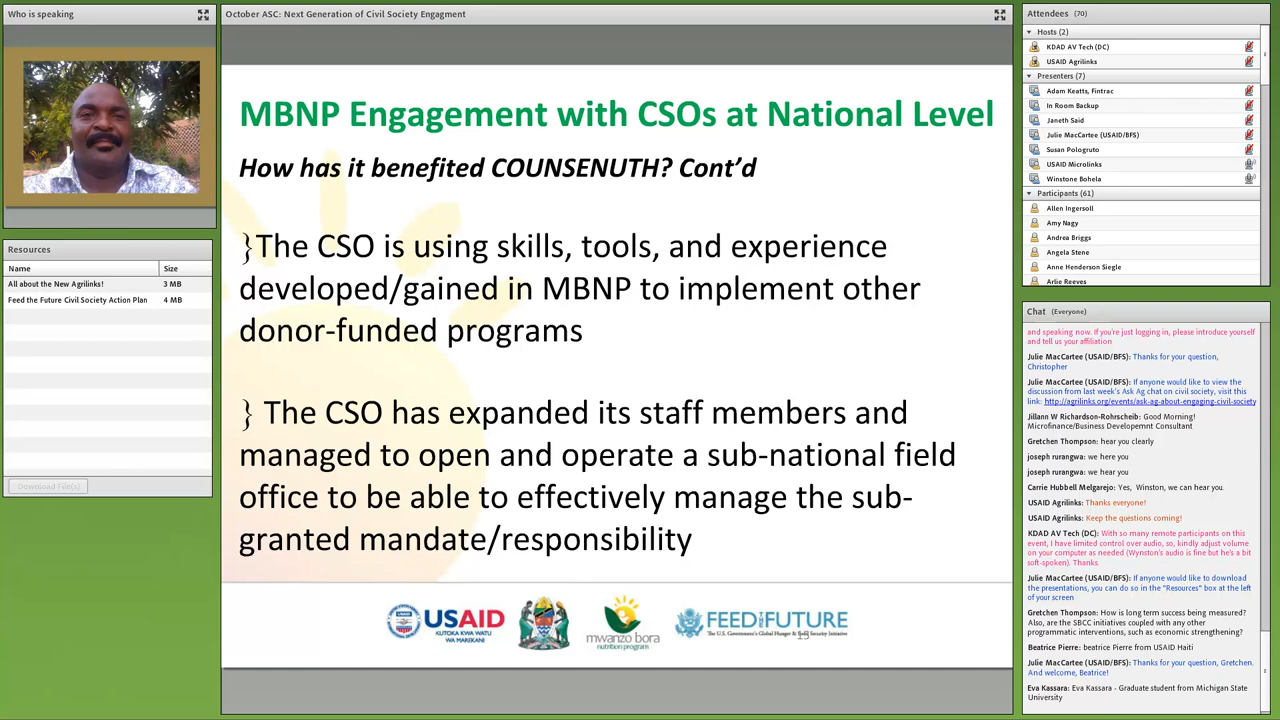 Who is speaking
Resources
Name Size
All about the New Agrilinks! 3 MB
Feed the Future Civil Society Action Plan 4 MB
Download File(s)
October ASC: Next Generation of Civil Society Engagment
MBNP Engagement with CSOs at National Level
How has it benefited COUNSENUTH? Cont’d
}The CSO is using skills, tools, and experience
developed/gained in MBNP to implement other
donor-funded programs
} The CSO has expanded its staff members and
managed to open and operate a sub-national field
office to be able to effectively manage the sub-
granted mandate/responsibility
USAID
KUTOKA KWA WATU
WA MAREKANI
mwanzo bora
nutrition program
FEED THE FUTURE
The U.S. Government's Global Hunger & Food Security Initiative
Attendees (70)
Hosts (2)
KDAD AV Tech (DC)
USAID Agrilinks
Presenters (7)
Adam Keatts, Fintrac
In Room Backup
Janeth Said
Julie MacCartee (USAID/BFS)
Susan Pologruto
USAID Microlinks
Winstone Bohela
Participants (61)
Allen Ingersoll
Amy Nagy
Andrea Briggs
Angela Stene
Anne Henderson Siegle
Arlie Reeves
Chat (Everyone)
and speaking now. If you're just logging in, please introduce yourself
and tell us your affiliation
Julie MacCartee (USAID/BFS): Thanks for your question,
Christopher
Julie MacCartee (USAID/BFS): If anyone would like to view the
discussion from last week's Ask Ag chat on civil society, visit this
link: http://agrilinks.org/events/ask-ag-about-engaging-civil-society
Jillann W Richardson-Rohrscheib: Good Morning!
Microfinance/Business Developemnt Consultant
Gretchen Thompson: hear you clearly
joseph rurangwa: we here you
joseph rurangwa: we hear you
Carrie Hubbell Melgarejo: Yes, Winston, we can hear you.
USAID Agrilinks: Thanks everyone!
USAID Agrilinks: Keep the questions coming!
KDAD AV Tech (DC): With so many remote participants on this
event, I have limited control over audio, so, kindly adjust volume
on your computer as needed (Wynston's audio is fine but he's a bit
soft-spoken). Thanks.
Julie MacCartee (USAID/BFS): If anyone would like to download
the presentations, you can do so in the "Resources" box at the left
of your screen
Gretchen Thompson: How is long term success being measured?
Also, are the SBCC initiatives coupled with any other
programmatic interventions, such as economic strengthening?
Beatrice Pierre: beatrice Pierre from USAID Haiti
Julie MacCartee (USAID/BFS): Thanks for your question, Gretchen.
And welcome, Beatrice!
Eva Kassara: Eva Kassara - Graduate student from Michigan State
University